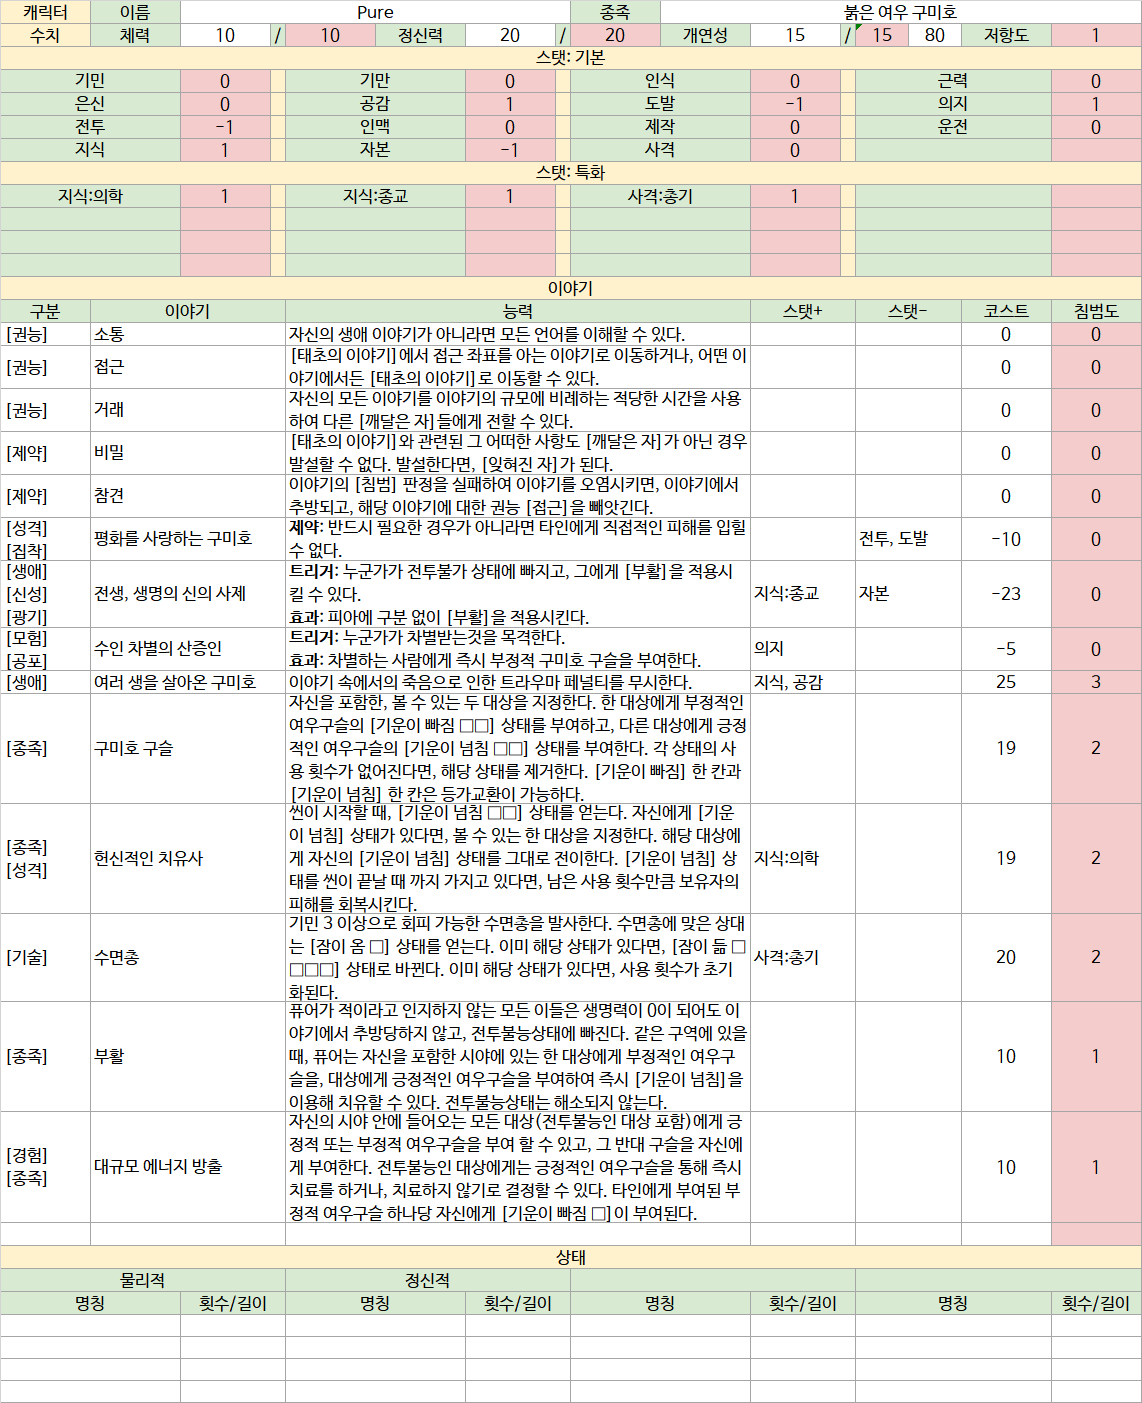 캐릭터 이름 Pure 종족 붉은 여우 구미호
수치 체력 10 / 10 정신력 20 / 20 개연성 15 / 15 80 저항도 1
스탯: 기본
기민 0 기만 0 인식 0 근력 0
은신 0 공감 1 도발 -1 의지 1
전투 -1 인맥 0 제작 0 운전 0
지식 1 자본 -1 사격 0
스탯: 특화
지식:의학 1 지식:종교 1 사격:총기 1
이야기
구분 이야기 능력 스탯+ 스탯- 코스트 침범도
[권능] 소통 자신의 생애 이야기가 아니라면 모든 언어를 이해할 수 있다. 0 0
[권능] 접근 [태초의 이야기]에서 접근 좌표를 아는 이야기로 이동하거나, 어떤 이
야기에서든 [태초의 이야기]로 이동할 수 있다. 0 0
[권능] 거래 자신의 모든 이야기를 이야기의 규모에 비례하는 적당한 시간을 사용
하여 다른 [깨달은 자]들에게 전할 수 있다. 0 0
[제약] 비밀 [태초의 이야기]와 관련된 그 어떠한 사항도 [깨달은 자]가 아닌 경우
발설할 수 없다. 발설한다면, [잊혀진 자]가 된다. 0 0
[제약] 참견 이야기의 [침범] 판정을 실패하여 이야기를 오염시키면, 이야기에서
추방되고, 해당 이야기에 대한 권능 [접근]을 빼앗긴다. 0 0
[성격]
[집착] 평화를 사랑하는 구미호 제약: 반드시 필요한 경우가 아니라면 타인에게 직접적인 피해를 입힐
수 없다. 전투, 도발 -10 0
[생애]
[신성]
[광기] 전생, 생명의 신의 사제 트리거: 누군가가 전투불가 상태에 빠지고, 그에게 [부활]을 적용시
킬 수 있다.
효과: 피아에 구분 없이 [부활]을 적용시킨다. 지식:종교 자본 -23 0
[모험]
[공포] 수인 차별의 산증인 트리거: 누군가가 차별받는것을 목격한다.
효과: 차별하는 사람에게 즉시 부정적 구미호 구슬을 부여한다. 의지 -5 0
[생애] 여러 생을 살아온 구미호 이야기 속에서의 죽음으로 인한 트라우마 페널티를 무시한다. 지식, 공감 25 3
[종족] 구미호 구슬 자신을 포함한, 볼 수 있는 두 대상을 지정한다. 한 대상에게 부정적인
여우구슬의 [기운이 빠짐 □□] 상태를 부여하고, 다른 대상에게 긍정
적인 여우구슬의 [기운이 넘침 □□] 상태를 부여한다. 각 상태의 사
용 횟수가 없어진다면, 해당 상태를 제거한다. [기운이 빠짐] 한 칸과
[기운이 넘침] 한 칸은 등가교환이 가능하다. 19 2
[종족]
[성격] 헌신적인 치유사 씬이 시작할 때, [기운이 넘침 □□] 상태를 얻는다. 자신에게 [기운
이 넘침] 상태가 있다면, 볼 수 있는 한 대상을 지정한다. 해당 대상에
게 자신의 [기운이 넘침] 상태를 그대로 전이한다. [기운이 넘침] 상
태를 씬이 끝날 때 까지 가지고 있다면, 남은 사용 횟수만큼 보유자의
피해를 회복시킨다. 지식:의학 19 2
[기술] 수면총 기민 3 이상으로 회피 가능한 수면총을 발사한다. 수면총에 맞은 상대
는 [잠이 옴 □] 상태를 얻는다. 이미 해당 상태가 있다면, [잠이 듦 □
□□□] 상태로 바뀐다. 이미 해당 상태가 있다면, 사용 횟수가 초기
화된다. 사격:총기 20 2
[종족] 부활 퓨어가 적이라고 인지하지 않는 모든 이들은 생명력이 0이 되어도 이
야기에서 추방당하지 않고, 전투불능상태에 빠진다. 같은 구역에 있을
때, 퓨어는 자신을 포함한 시야에 있는 한 대상에게 부정적인 여우구
슬을, 대상에게 긍정적인 여우구슬을 부여하여 즉시 [기운이 넘침]을
이용해 치유할 수 있다. 전투불능상태는 해소되지 않는다. 10 1
[경험]
[종족] 대규모 에너지 방출 자신의 시야 안에 들어오는 모든 대상(전투불능인 대상 포함)에게 긍
정적 또는 부정적 여우구슬을 부여 할 수 있고, 그 반대 구슬을 자신에
게 부여한다. 전투불능인 대상에게는 긍정적인 여우구슬을 통해 즉시
치료를 하거나, 치료하지 않기로 결정할 수 있다. 타인에게 부여된 부
정적 여우구슬 하나당 자신에게 [기운이 빠짐 □]이 부여된다. 10 1
상태
물리적 정신적
명칭 횟수/길이 명칭 횟수/길이 명칭 횟수/길이 명칭 횟수/길이